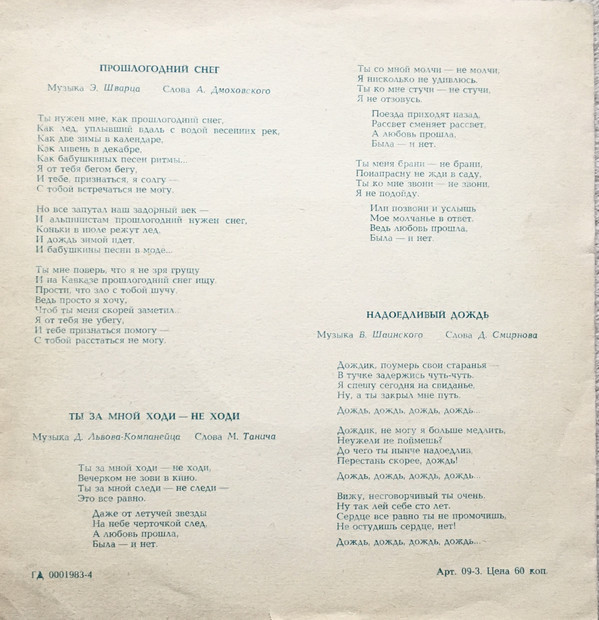 ПРОШЛОГОДНИЙ СНЕГ
Музыка Э. Шварца Слова А. Дмоховского
Ты нужен мне, как прошлогодний снег,
Как лед, уплывший вдаль с водой весенних рек,
Как две зимы в календаре,
Как ливень в декабре,
Как бабушкиных песен ритмы...
Я от тебя бегом бегу,
И тебе, признаться, я солгу —
С тобой встречаться не могу.
Но все запутал наш задорный век —
И альпинистам прошлогодний нужен снег,
Коньки в июле режут лед,
И дождь зимой идет,
И бабушкины песни в моде...
Ты мне поверь, что я не зря грущу
И на Кавказе прошлогодний снег ищу.
Прости, что зло с тобой шучу,
Ведь просто я хочу,
Чтоб ты меня скорей заметил...
Я от тебя не убегу,
И тебе признаться помогу —
С тобой расстаться не могу.
ТЫ ЗА МНОЙ ХОДИ — НЕ ХОДИ
Музыка Д. Львова-Компанейца Слова М. Танича
Ты за мной ходи — не ходи,
Вечерком не зови в кино.
Ты за мной следи — не следи —
Это все равно.
Даже от летучей звезды
На небе черточкой след,
А любовь прошла,
Была — и нет.
Ты со мной молчи — не молчи,
Я нисколько не удивлюсь.
Ты ко мне стучи — не стучи,
Я не отзовусь.
Поезда приходят назад,
Рассвет сменяет рассвет,
А любовь прошла,
Была — и нет.
Ты меня брани — не брани,
Понапрасну не жди в саду,
Ты ко мне звони — не звони,
Я не подойду.
Или позвони и услышь
Мое молчанье в ответ,
Ведь любовь прошла,
Была — и нет.
НАДОЕДЛИВЫЙ ДОЖДЬ
Музыка В. Шаинского Слова Д. Смирнова
Дождик, поумерь свои старанья —
В тучке задержись чуть-чуть.
Я спешу сегодня на свиданье,
Ну, а ты закрыл мне путь.
Дождь, дождь, дождь, дождь...
Дождик, не могу я больше медлить,
Неужели не поймешь?
До чего ты нынче надоедлив,
Перестань скорее, дождь!
Дождь, дождь, дождь, дождь...
Вижу, несговорчивый ты очень,
Ну так лей себе сто лет.
Сердце все равно ты не промочишь,
Не остудишь сердце, нет!
Дождь, дождь, дождь, дождь...
ГД 0001983-4
Арт. 09-3. Цена 60 коп.